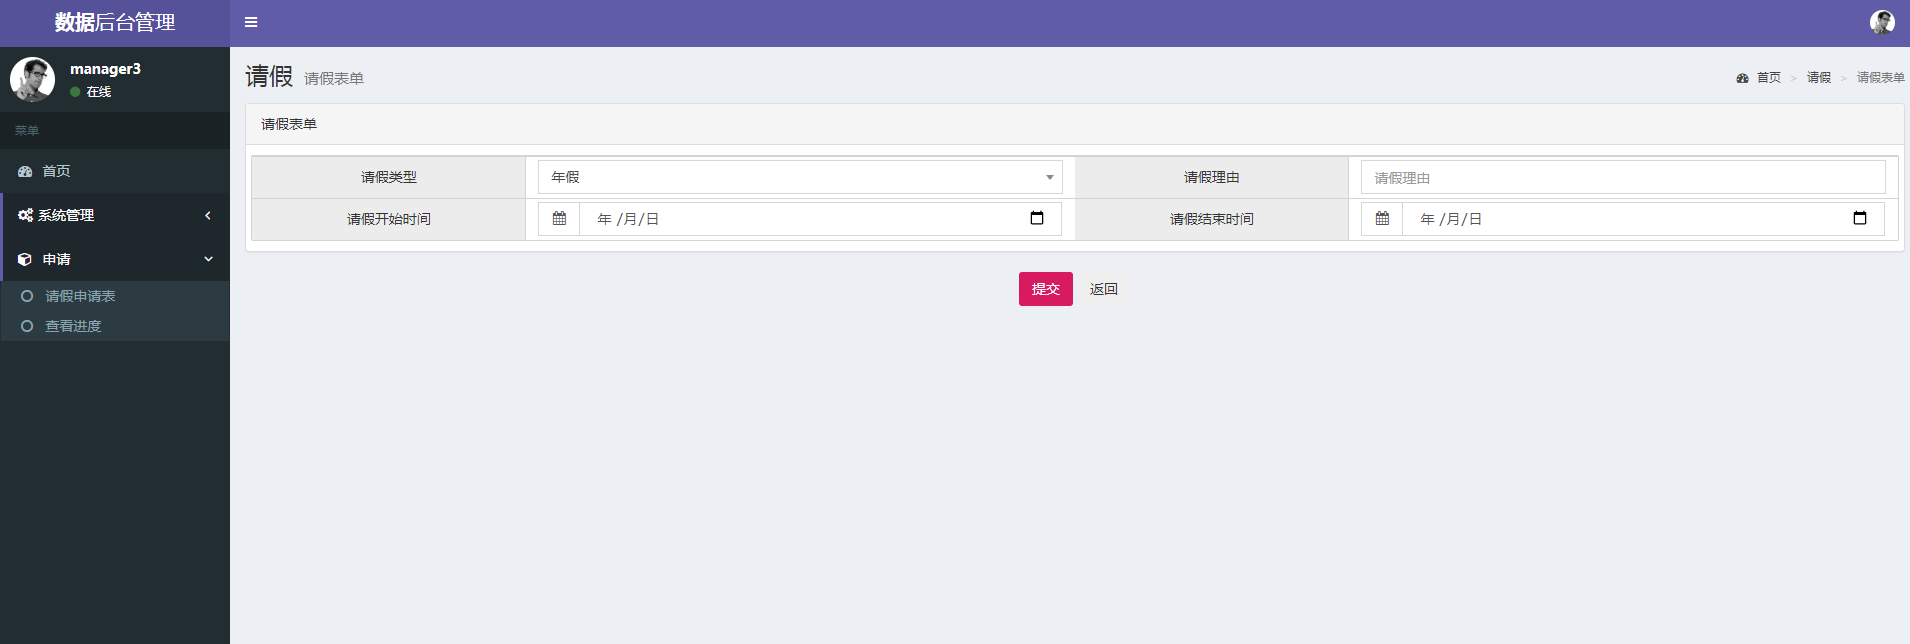 数据后台管理
manager3
在线
菜单
首页
系统管理
申请
请假申请表
查看进度
请假 请假表单
首页 > 请假 > 请假表单
请假表单
请假类型 年假 请假理由 请假理由
请假开始时间 年 /月/日 请假结束时间 年 /月/日
提交 返回